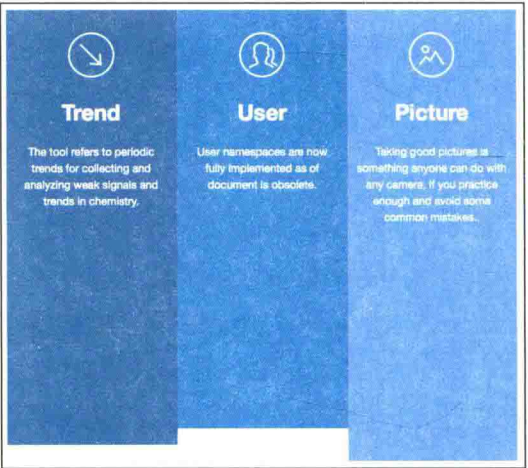 Trend
The tool refers to periodic
trends for collecting and
analyzing weak signals and
trends in chemistry.
User
User namespaces are now
fully implemented as of
document is obsolete.
Picture
Taking good pictures is
something anyone can do with
any camera, if you practice
enough and avoid some
common mistakes.